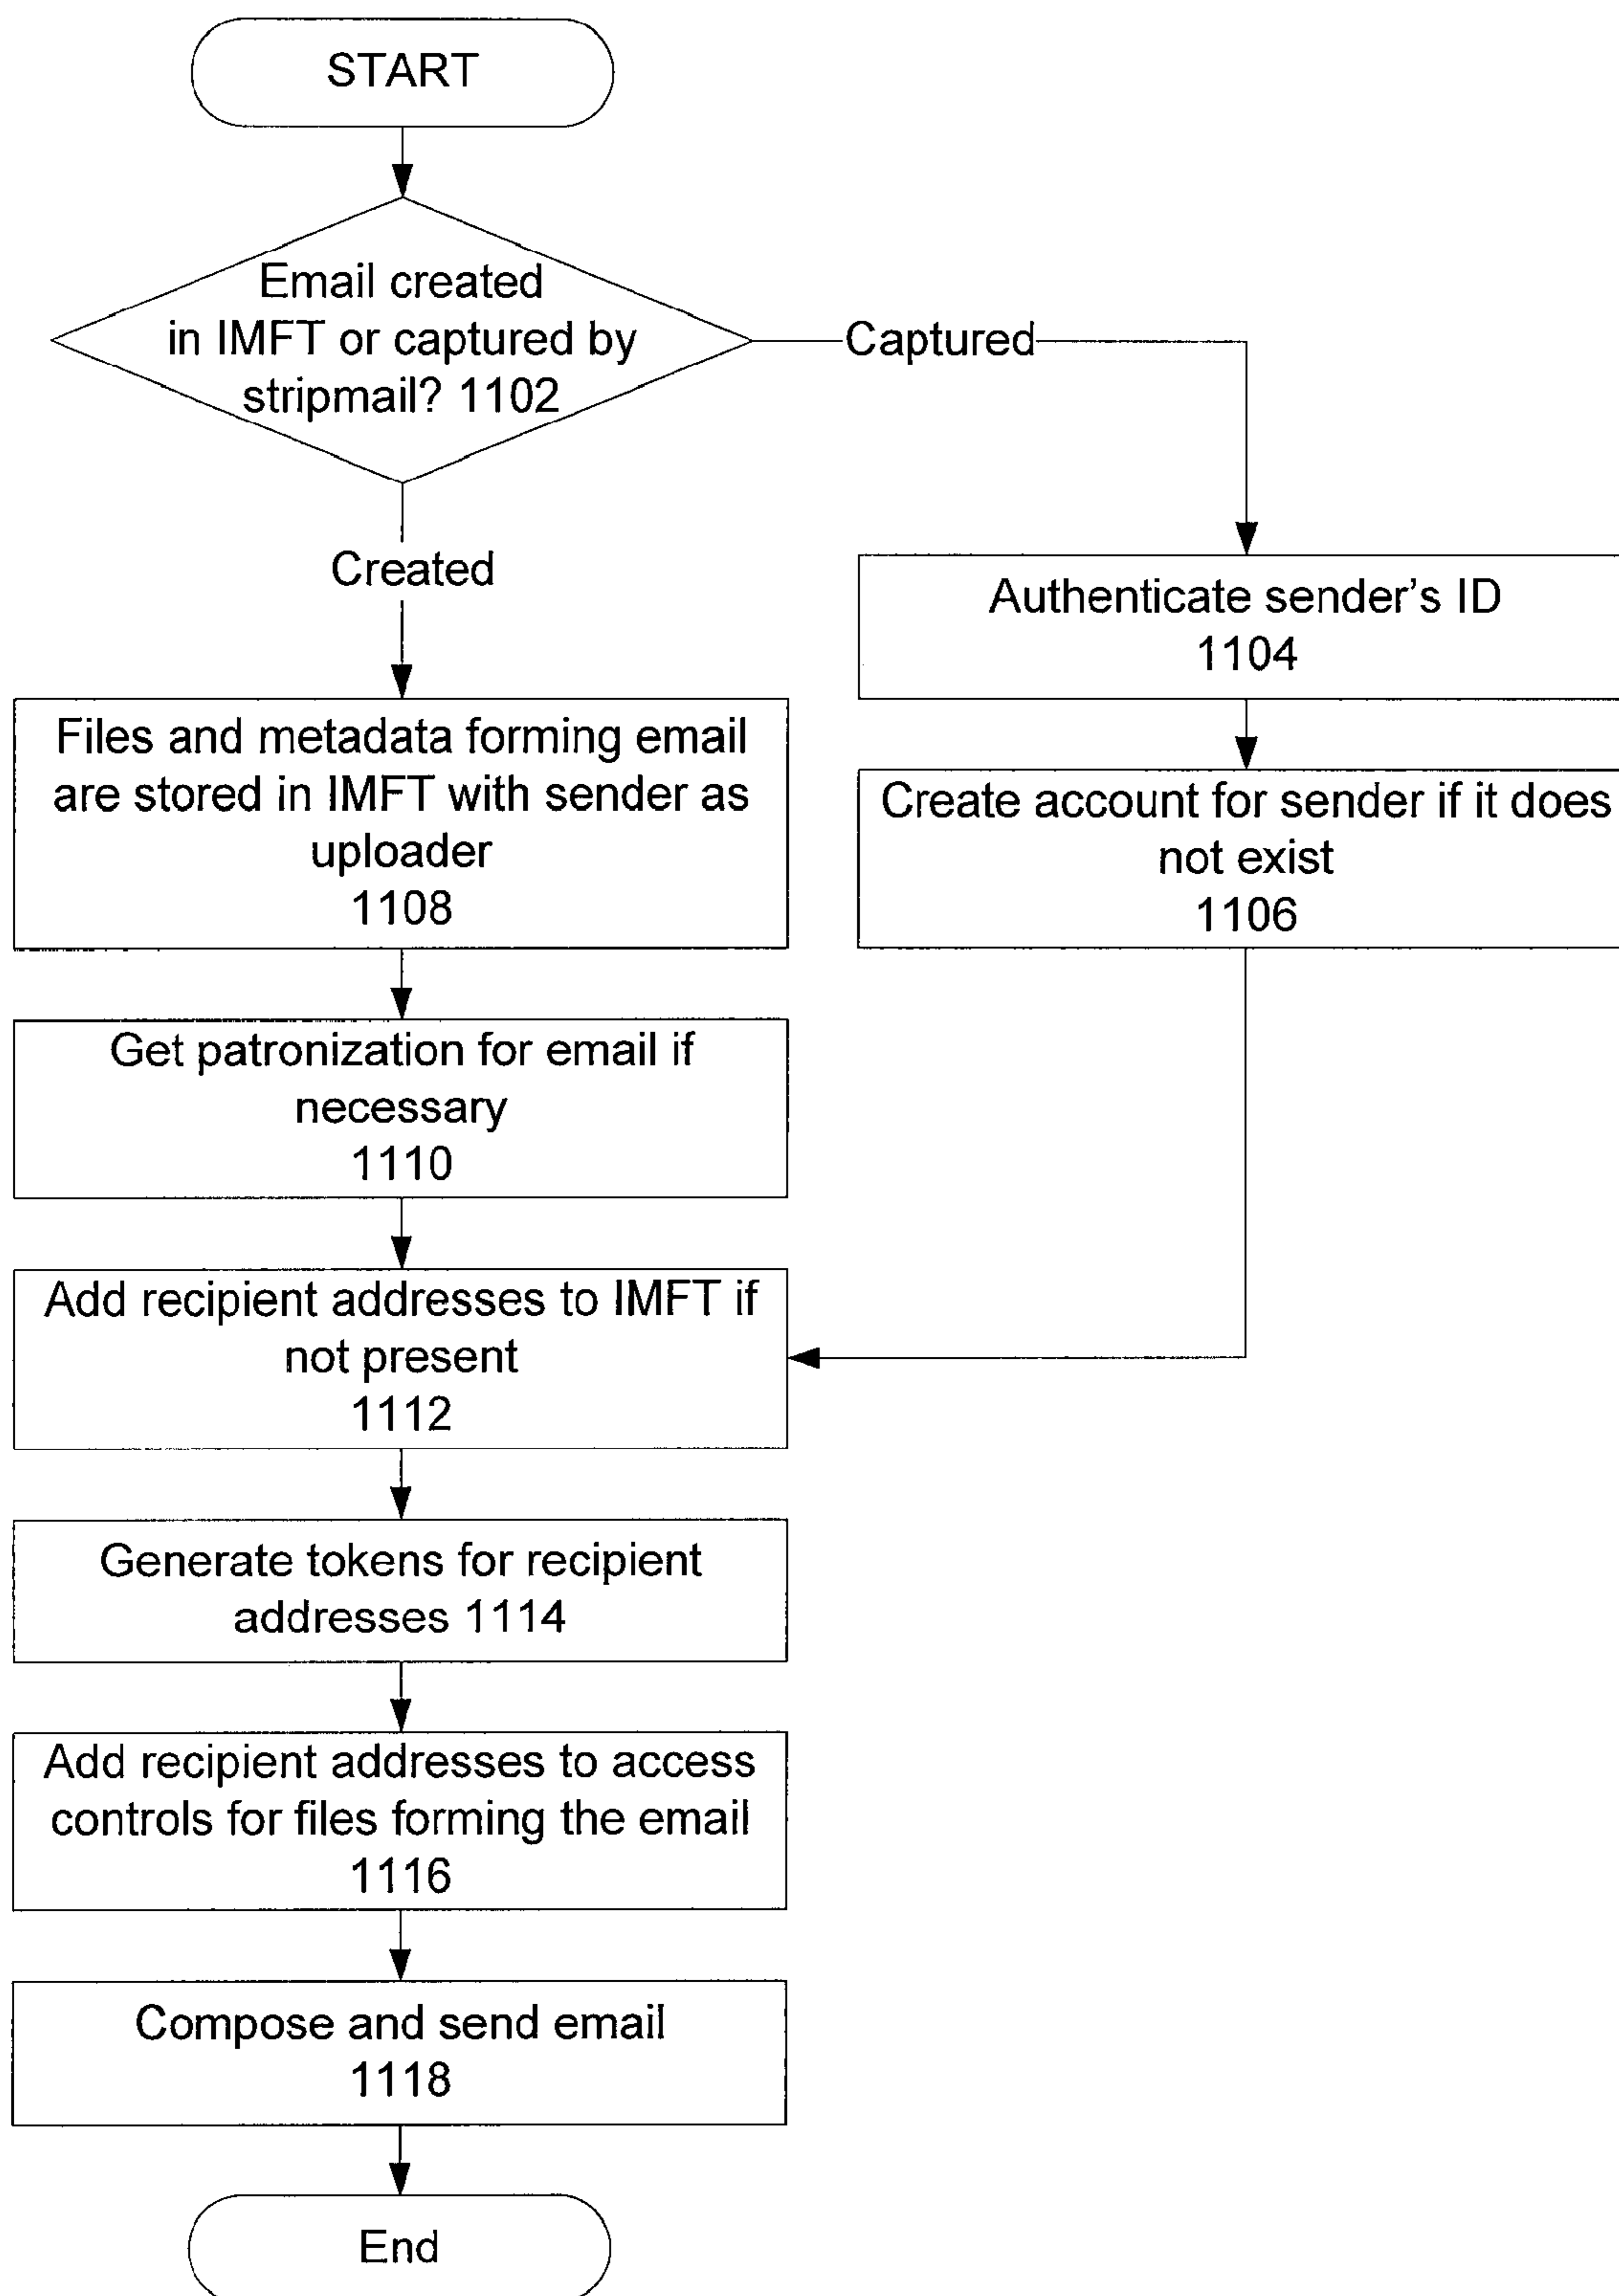 START
Email created
in IMFT or captured by
stripmail? 1102
Captured
Created
Authenticate sender's ID
1104
Files and metadata forming email
are stored in IMFT with sender as
uploader
1108
Create account for sender if it does
not exist
1106
Get patronization for email if
necessary
1110
Add recipient addresses to IMFT if
not present
1112
Generate tokens for recipient
addresses 1114
Add recipient addresses to access
controls for files forming the email
1116
Compose and send email
1118
End